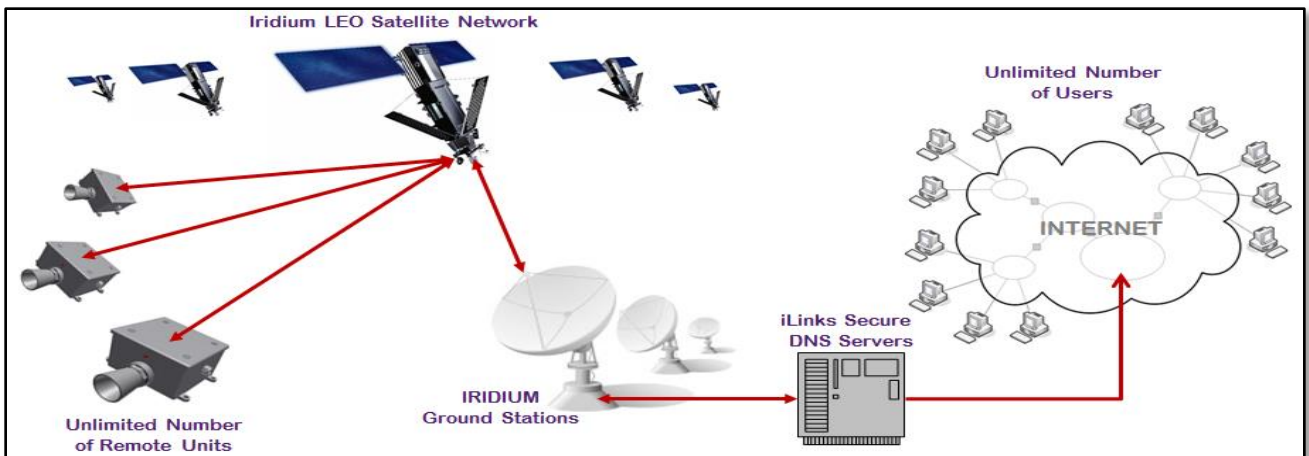 Iridium LEO Satellite Network
Unlimited Number
of Users
INTERNET
iLinks Secure
DNS Servers
IRIDIUM
Ground Stations
Unlimited Number
of Remote Units